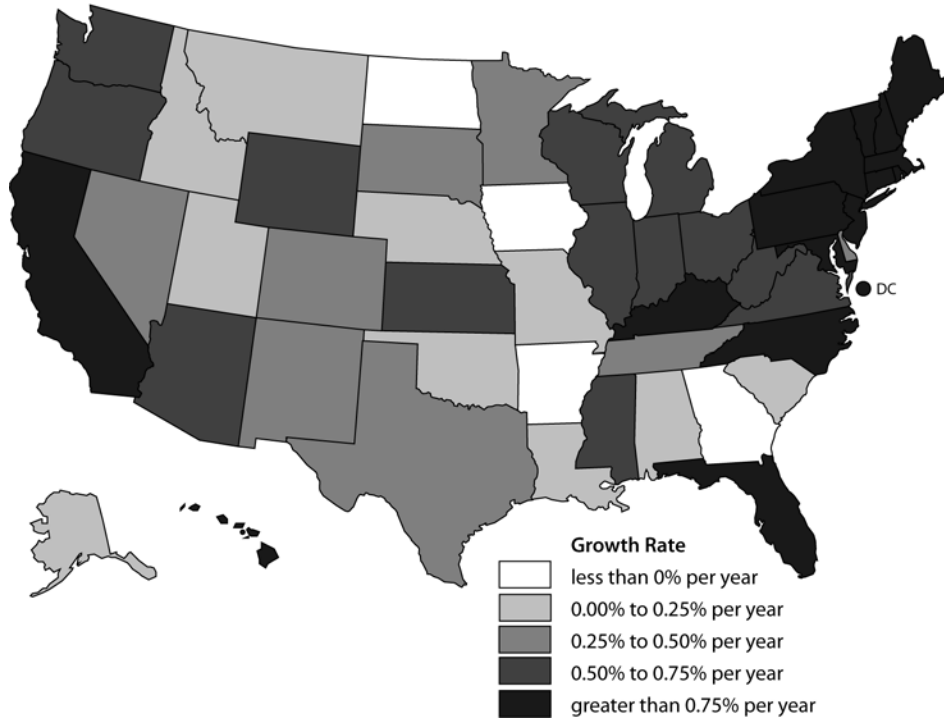 DC
Growth Rate
less than 0% per year
0.00% to 0.25% per year
0.25% to 0.50% per year
0.50% to 0.75% per year
greater than 0.75% per year